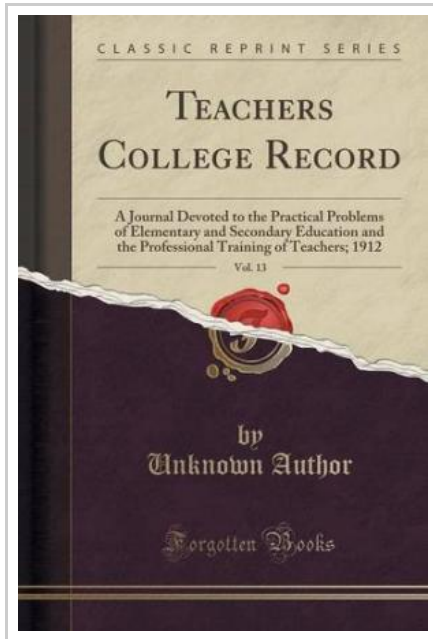 CLASSIC REPRINT SERIES
TEACHERS
COLLEGE RECORD
A Journal Devoted to the Practical Problems
of Elementary and Secondary Education and
the Professional Training of Teachers; 1912
Vol. 13
by
Unknown Author
Forgotten Books